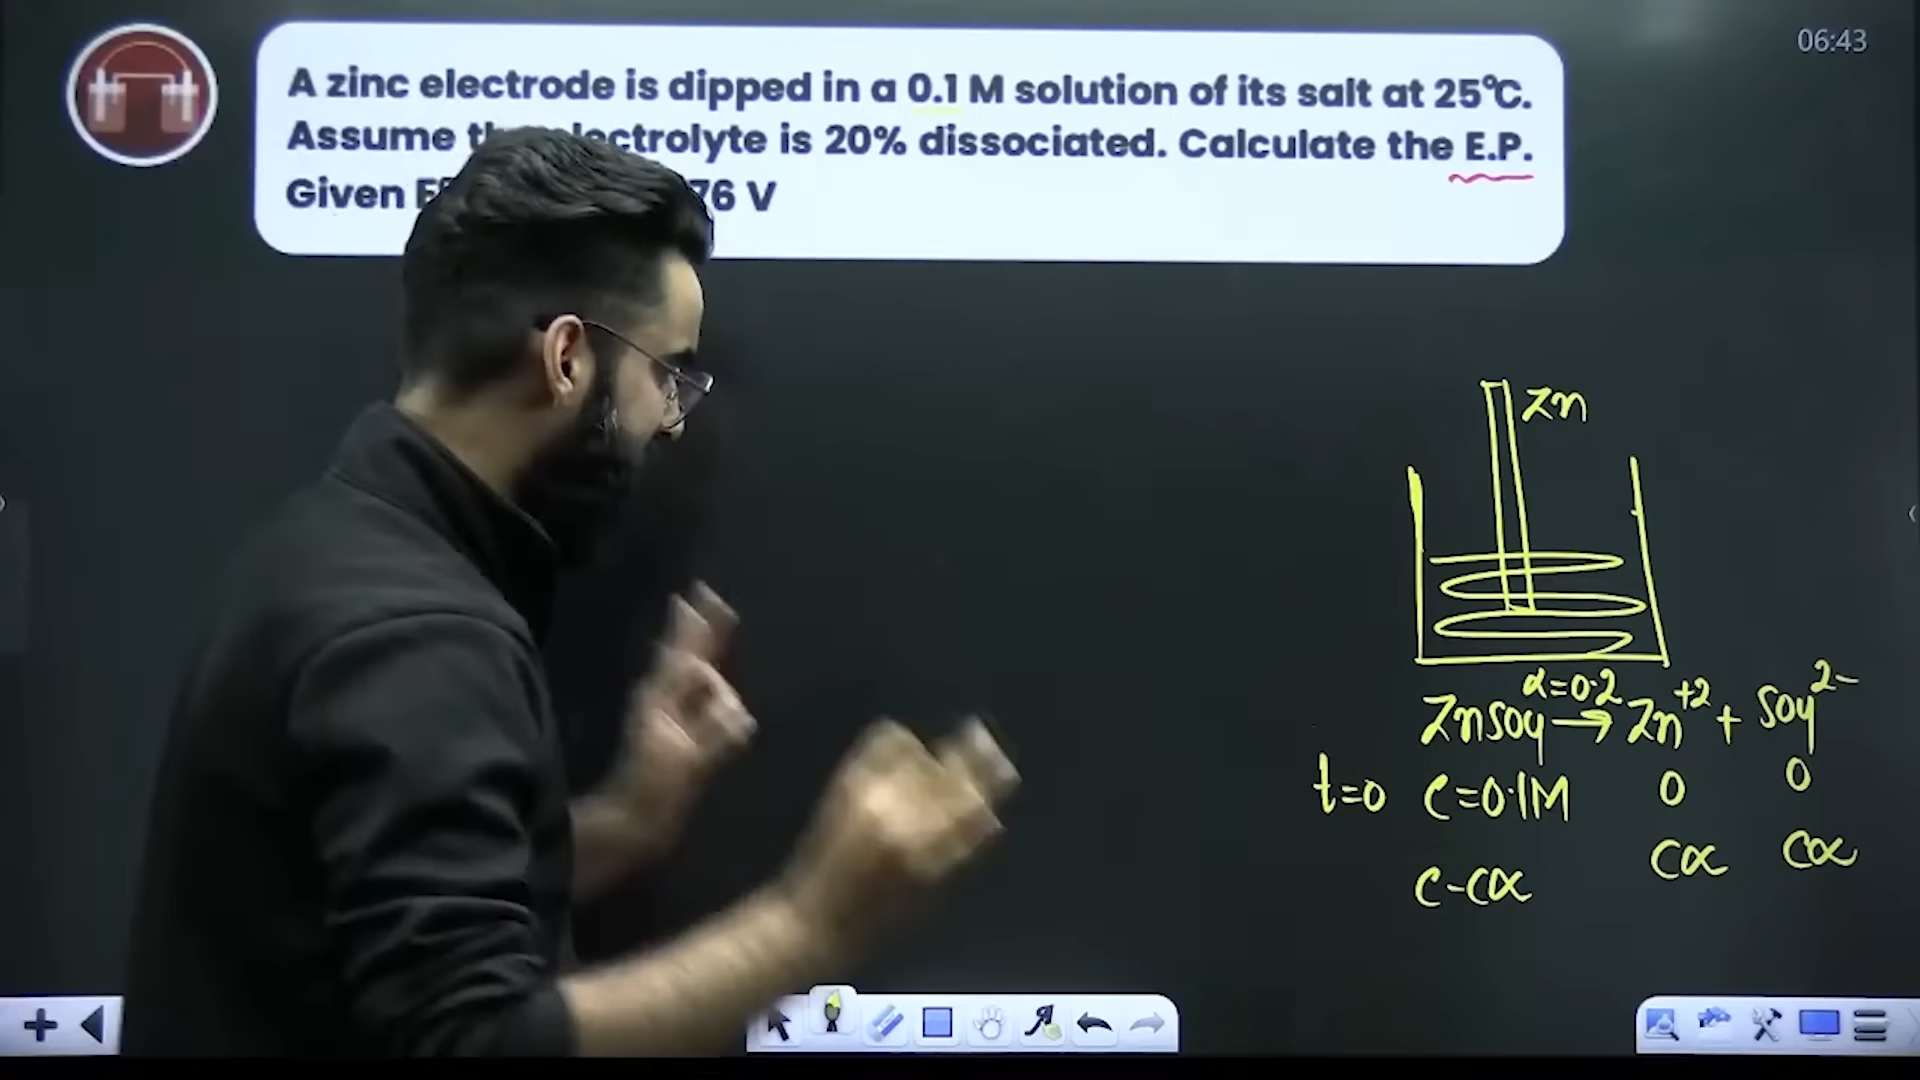 06:43
A zinc electrode is dipped in a 0.1 M solution of its salt at 25°C.
Assume electrolyte is 20% dissociated. Calculate the E.P.
Given 76 V
Zn
α=0.2
ZnSO4 → Zn+2 + SO4 2-
t=0 C=0.1M 0 0
C-Cα Cα Cα